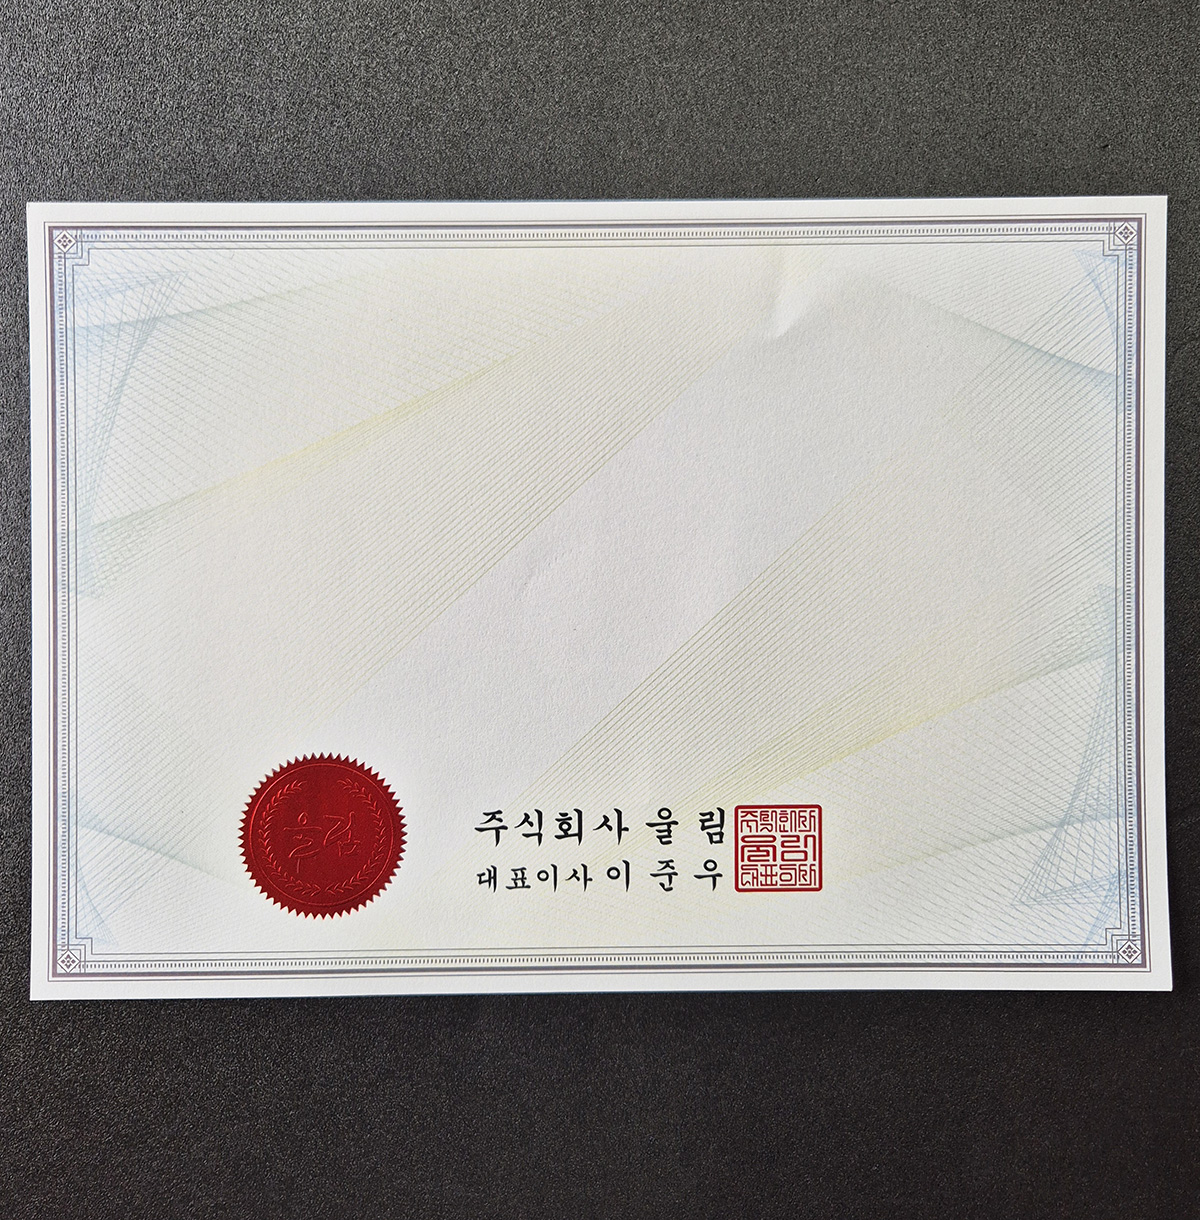 주식회사 울림
대표이사 이준우